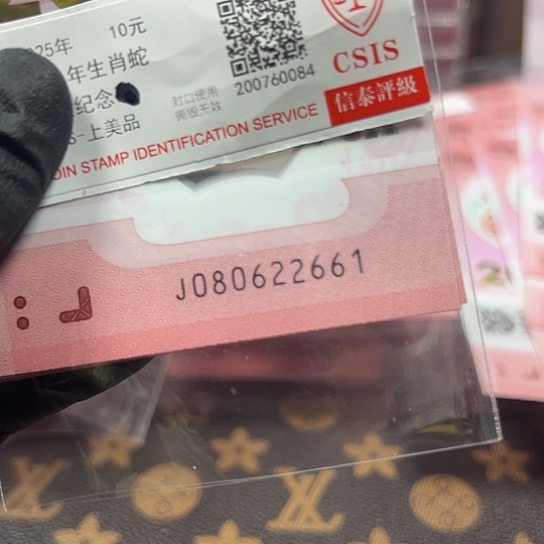 25年 10元
年生肖蛇
纪念
上美品
封口使用
撕毁无效
200760084
CSIS
信泰評級
OIN STAMP IDENTIFICATION SERVICE
J080622661